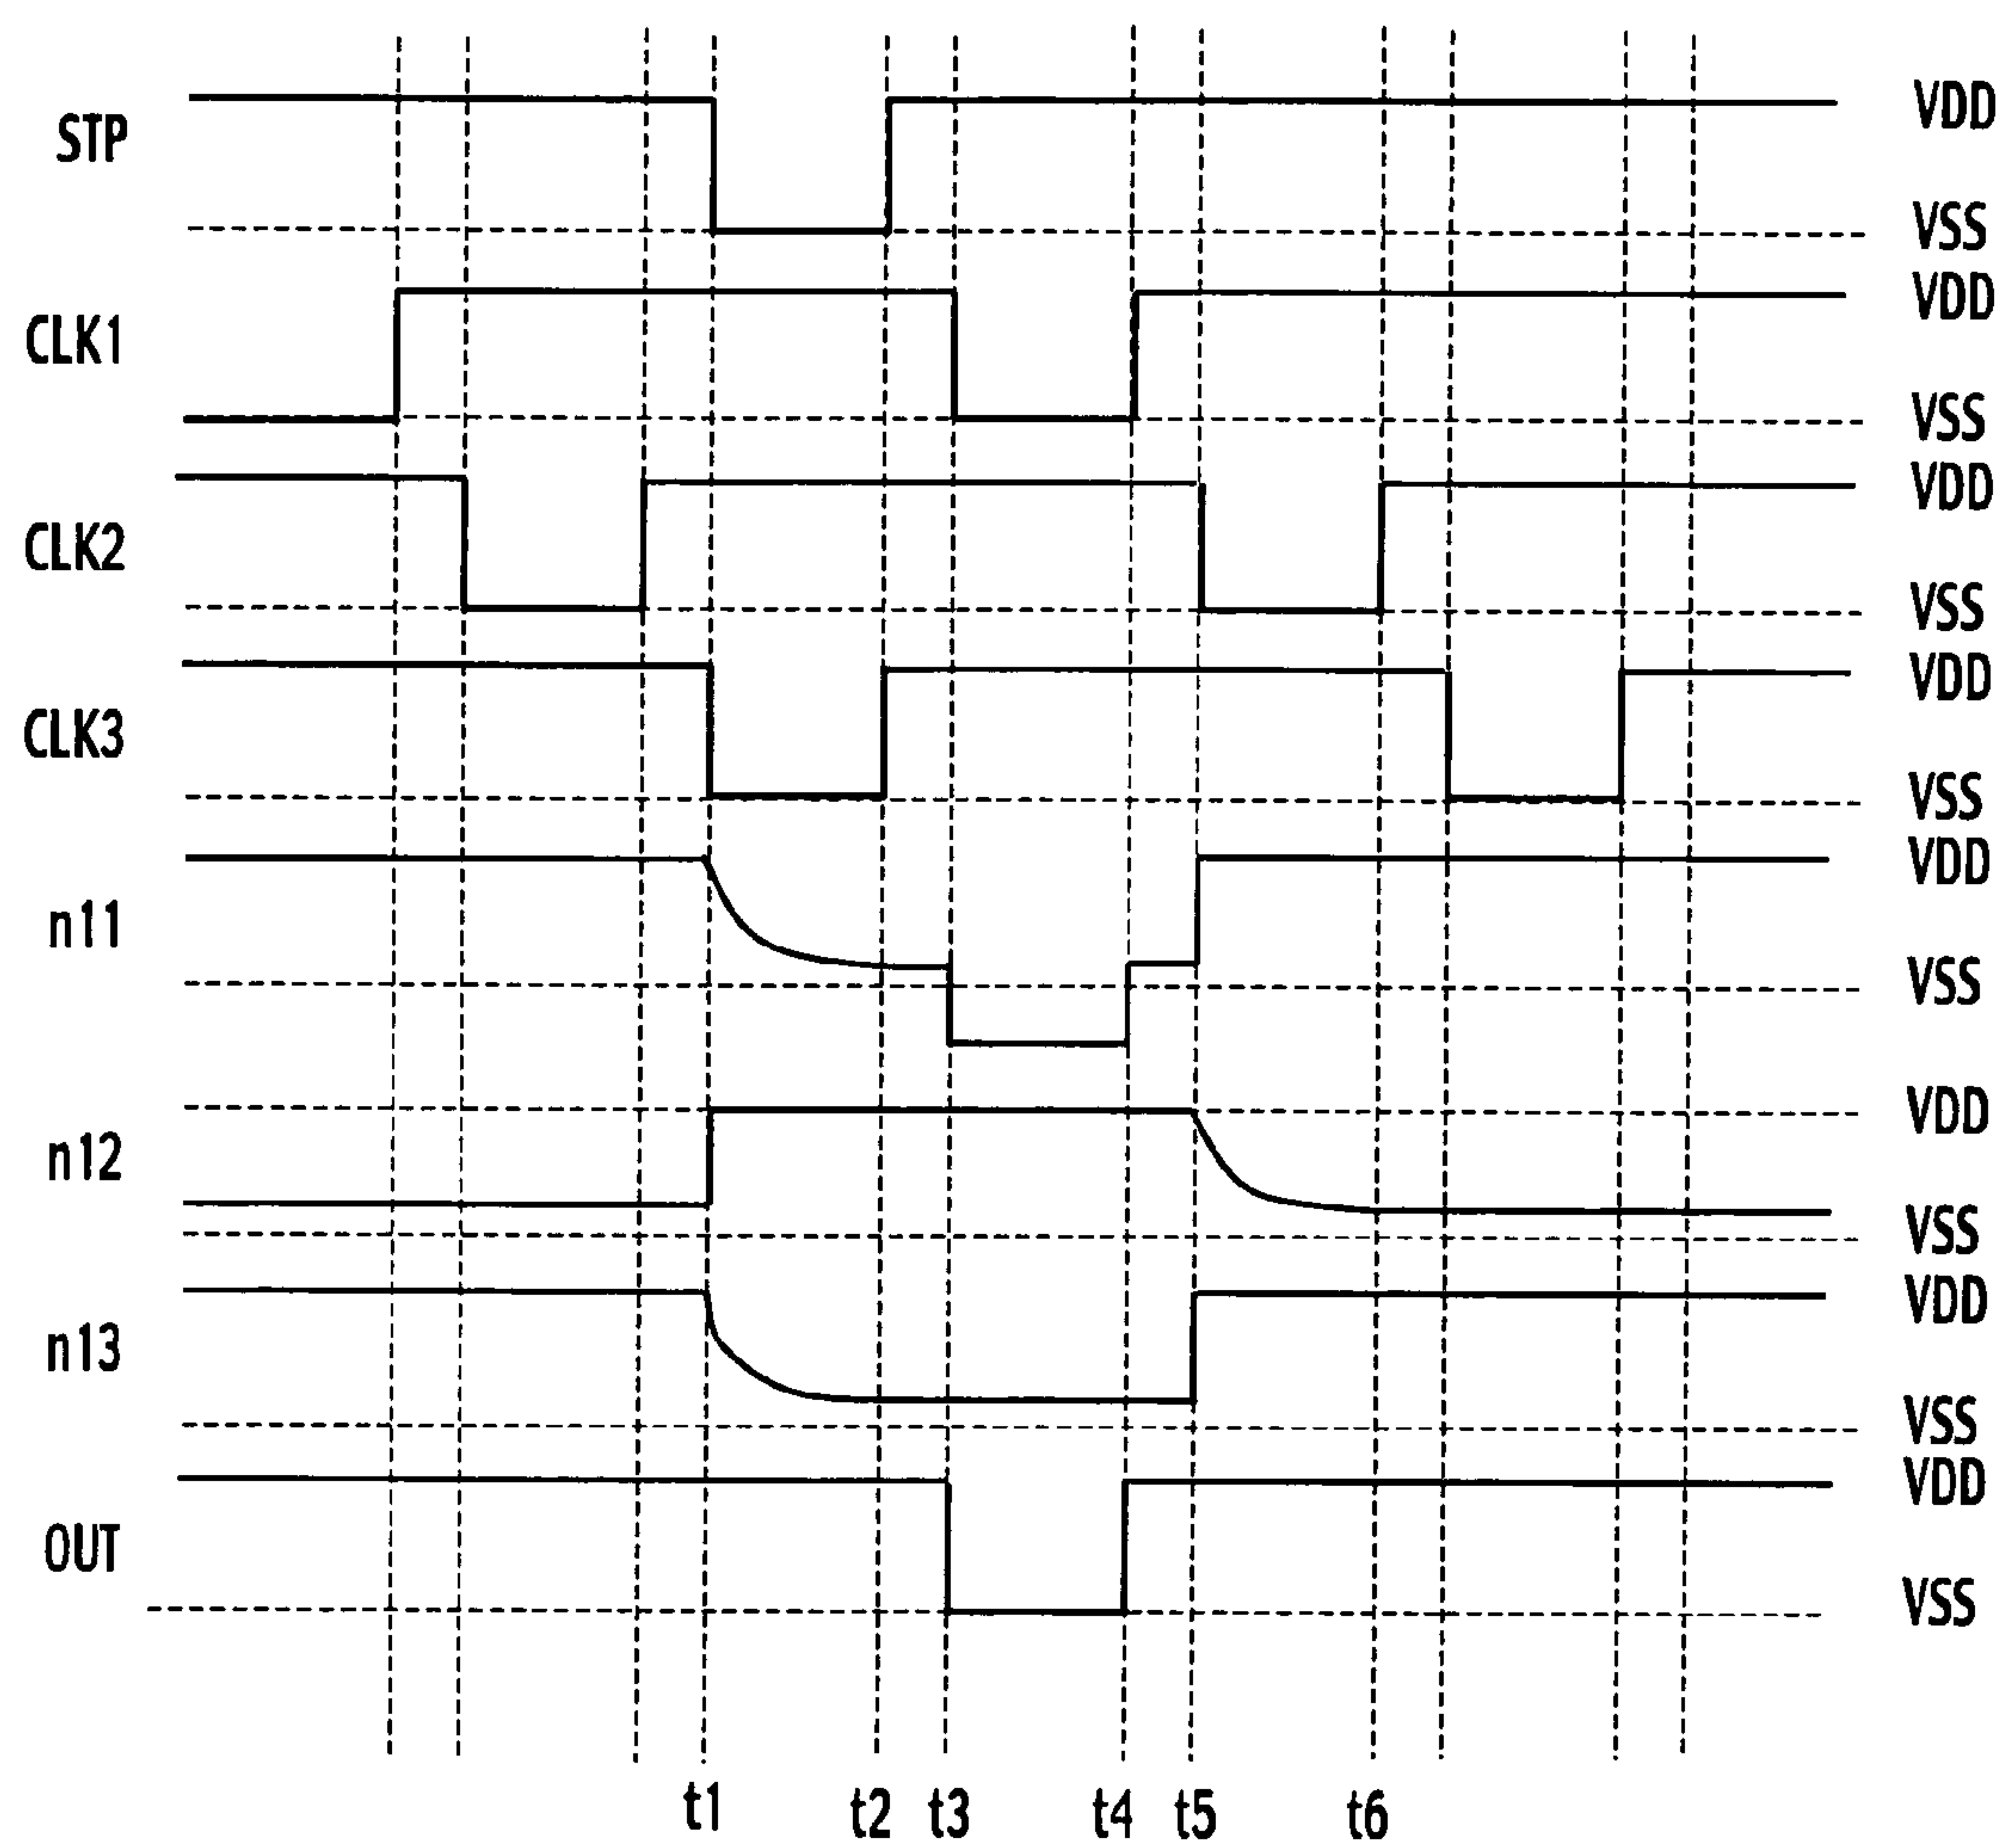 STP VDD
VSS
CLK1 VDD
VSS
CLK2 VDD
VSS
CLK3 VDD
VSS
n11 VDD
VSS
n12 VDD
VSS
n13 VDD
VSS
OUT VDD
VSS
t1 t2 t3 t4 t5 t6